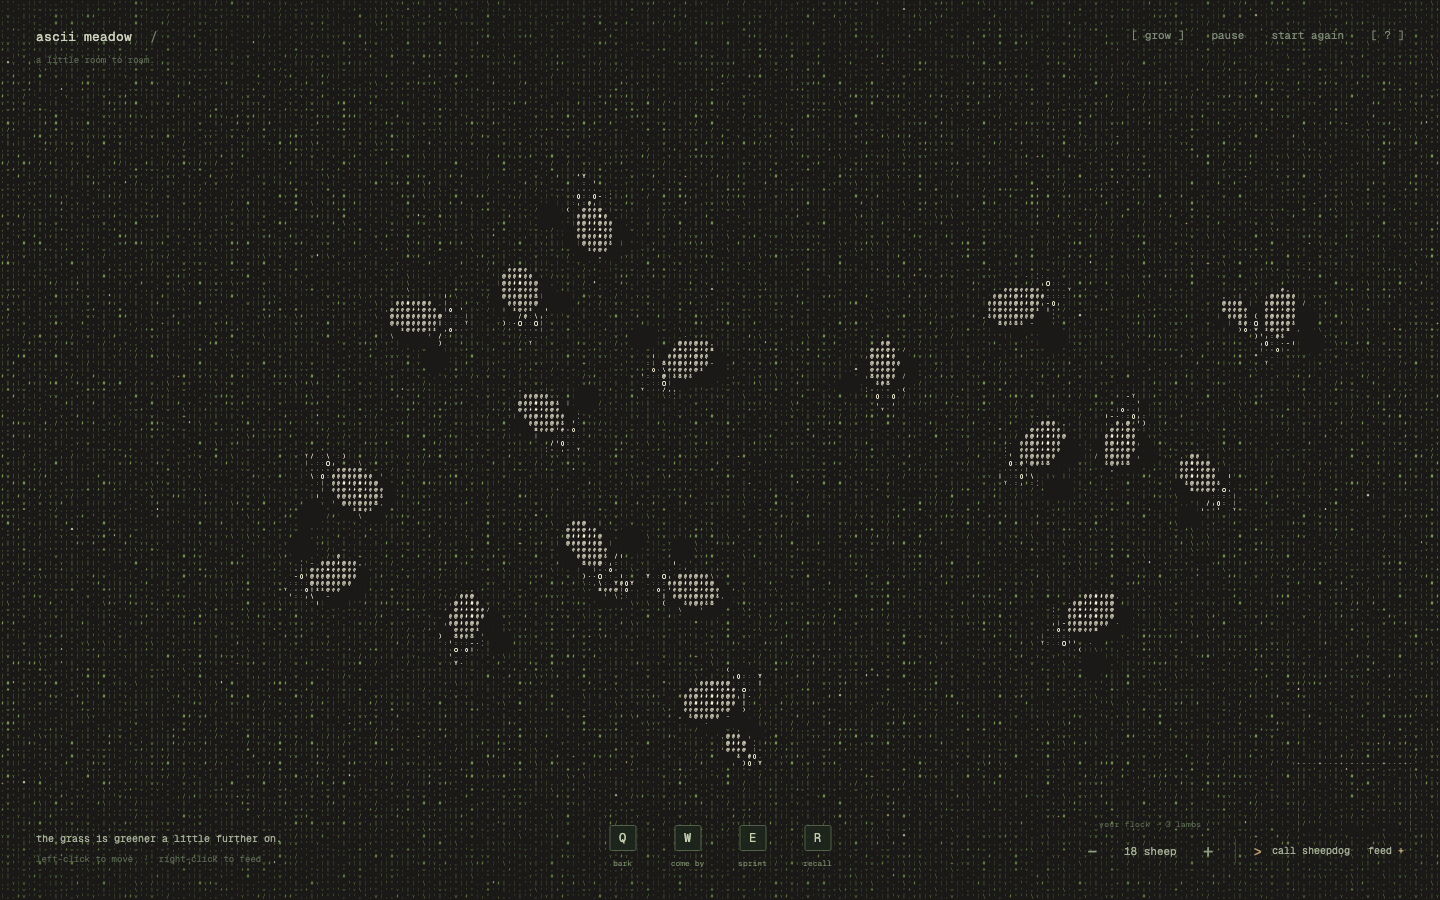 ascii meadow /
[ grow ] pause start again [ ? ]
a little room to roam
your flock · 3 lambs
the grass is greener a little further on.
left-click to move · right-click to feed
Q W E R
bark come by sprint recall
− 18 sheep + > call sheepdog feed +